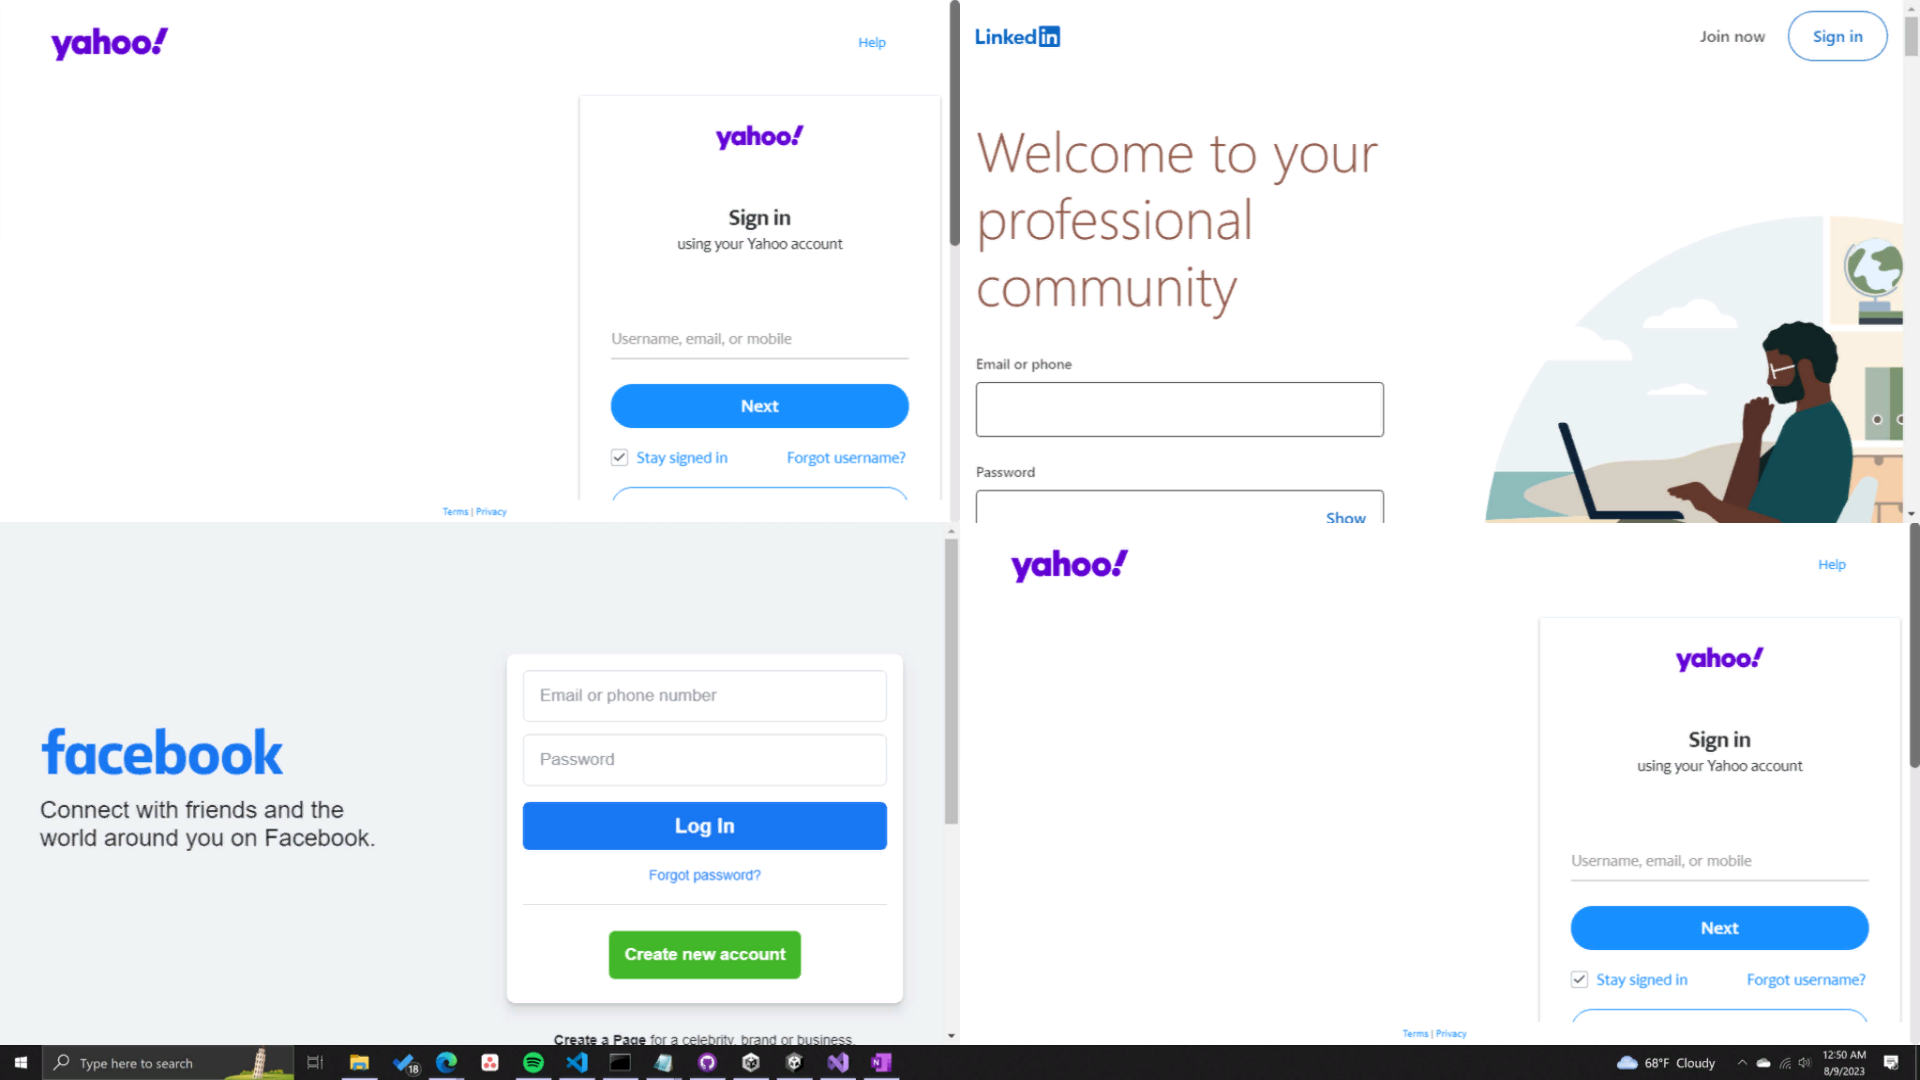 yahoo!
Help
yahoo!
Sign in
using your Yahoo account
Username, email, or mobile
Next
Stay signed in
Forgot username?
Terms | Privacy
Linked in
Join now
Sign in
Welcome to your
professional
community
Email or phone
Password
Show
facebook
Connect with friends and the
world around you on Facebook.
Email or phone number
Password
Log In
Forgot password?
Create new account
Create a Page for a celebrity, brand or business.
yahoo!
Help
yahoo!
Sign in
using your Yahoo account
Username, email, or mobile
Next
Stay signed in
Forgot username?
Terms | Privacy
Type here to search
18
N
68°F Cloudy
12:50 AM
8/9/2023